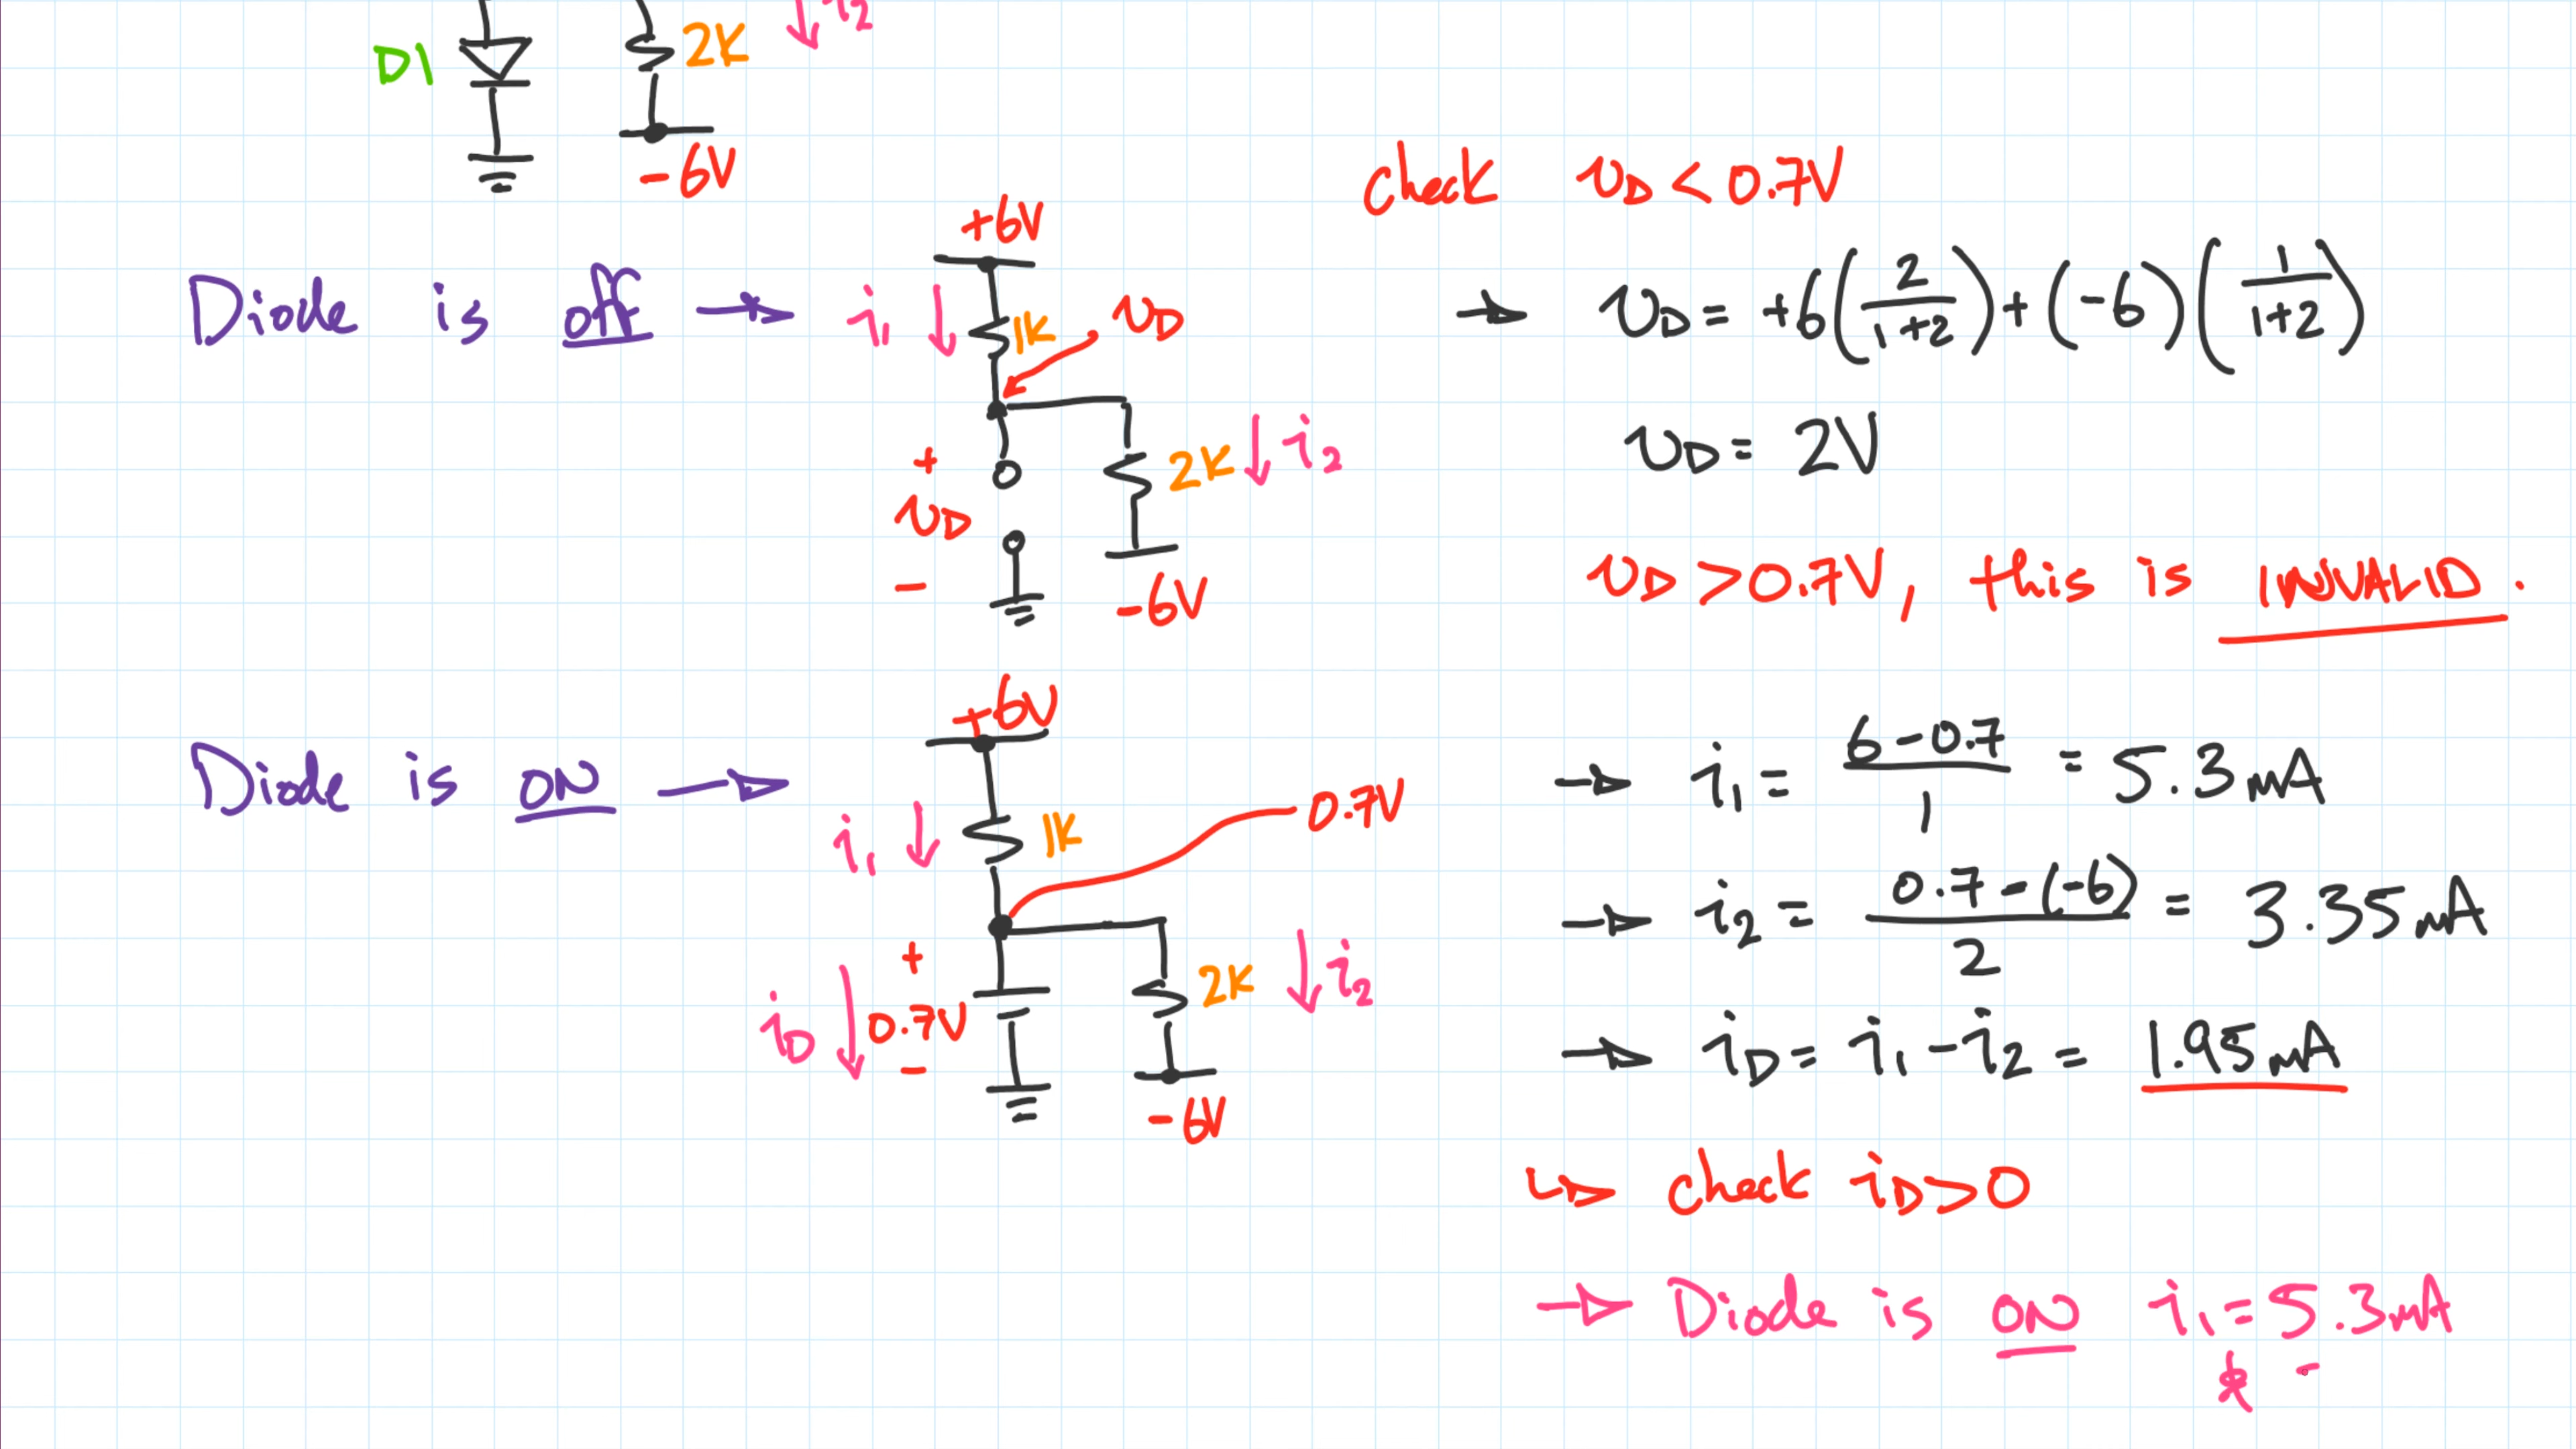 D1
2K
i2
-6V
check vD < 0.7V
Diode is off →
+6V
i1
1K
vD
+
vD
-
2K
i2
-6V
→ vD = +6(2/(1+2)) + (-6)(1/(1+2))
vD = 2V
vD > 0.7V, this is INVALID.
Diode is ON →
+6V
i1
1K
0.7V
iD
+
0.7V
-
2K
i2
-6V
→ i1 = (6-0.7)/1 = 5.3mA
→ i2 = (0.7-(-6))/2 = 3.35mA
→ iD = i1 - i2 = 1.95mA
↳ check iD > 0
→ Diode is ON i1 = 5.3mA